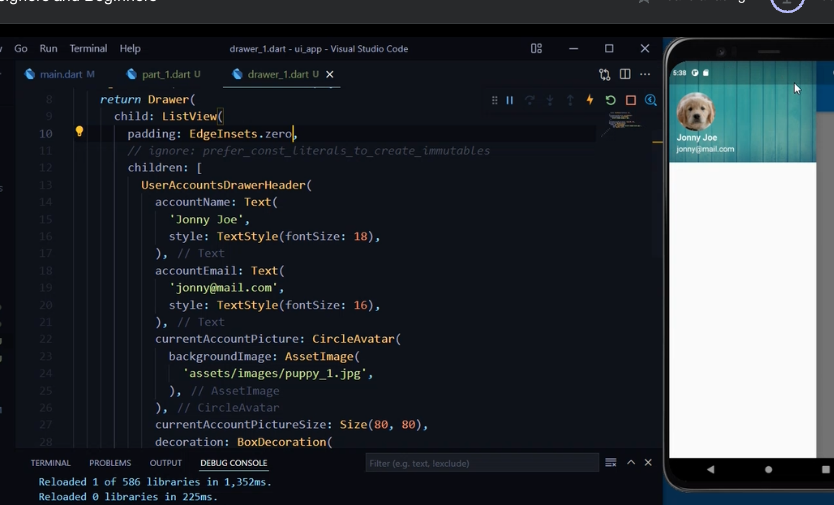 Go Run Terminal Help
drawer_1.dart - ui_app - Visual Studio Code
main.dart M
part_1.dart U
drawer_1.dart U
8 return Drawer(
9 child: ListView(
10 padding: EdgeInsets.zero,
11 // ignore: prefer_const_literals_to_create_immutables
12 children: [
13 UserAccountsDrawerHeader(
14 accountName: Text(
15 'Jonny Joe',
16 style: TextStyle(fontSize: 18),
17 ), // Text
18 accountEmail: Text(
19 'jonny@mail.com',
20 style: TextStyle(fontSize: 16),
21 ), // Text
22 currentAccountPicture: CircleAvatar(
23 backgroundImage: AssetImage(
24 'assets/images/puppy_1.jpg',
25 ), // AssetImage
26 ), // CircleAvatar
27 currentAccountPictureSize: Size(80, 80),
28 decoration: BoxDecoration(
TERMINAL PROBLEMS OUTPUT DEBUG CONSOLE
Filter (e.g. text, !exclude)
Reloaded 1 of 586 libraries in 1,352ms.
Reloaded 0 libraries in 225ms.
5:38
Jonny Joe
jonny@mail.com